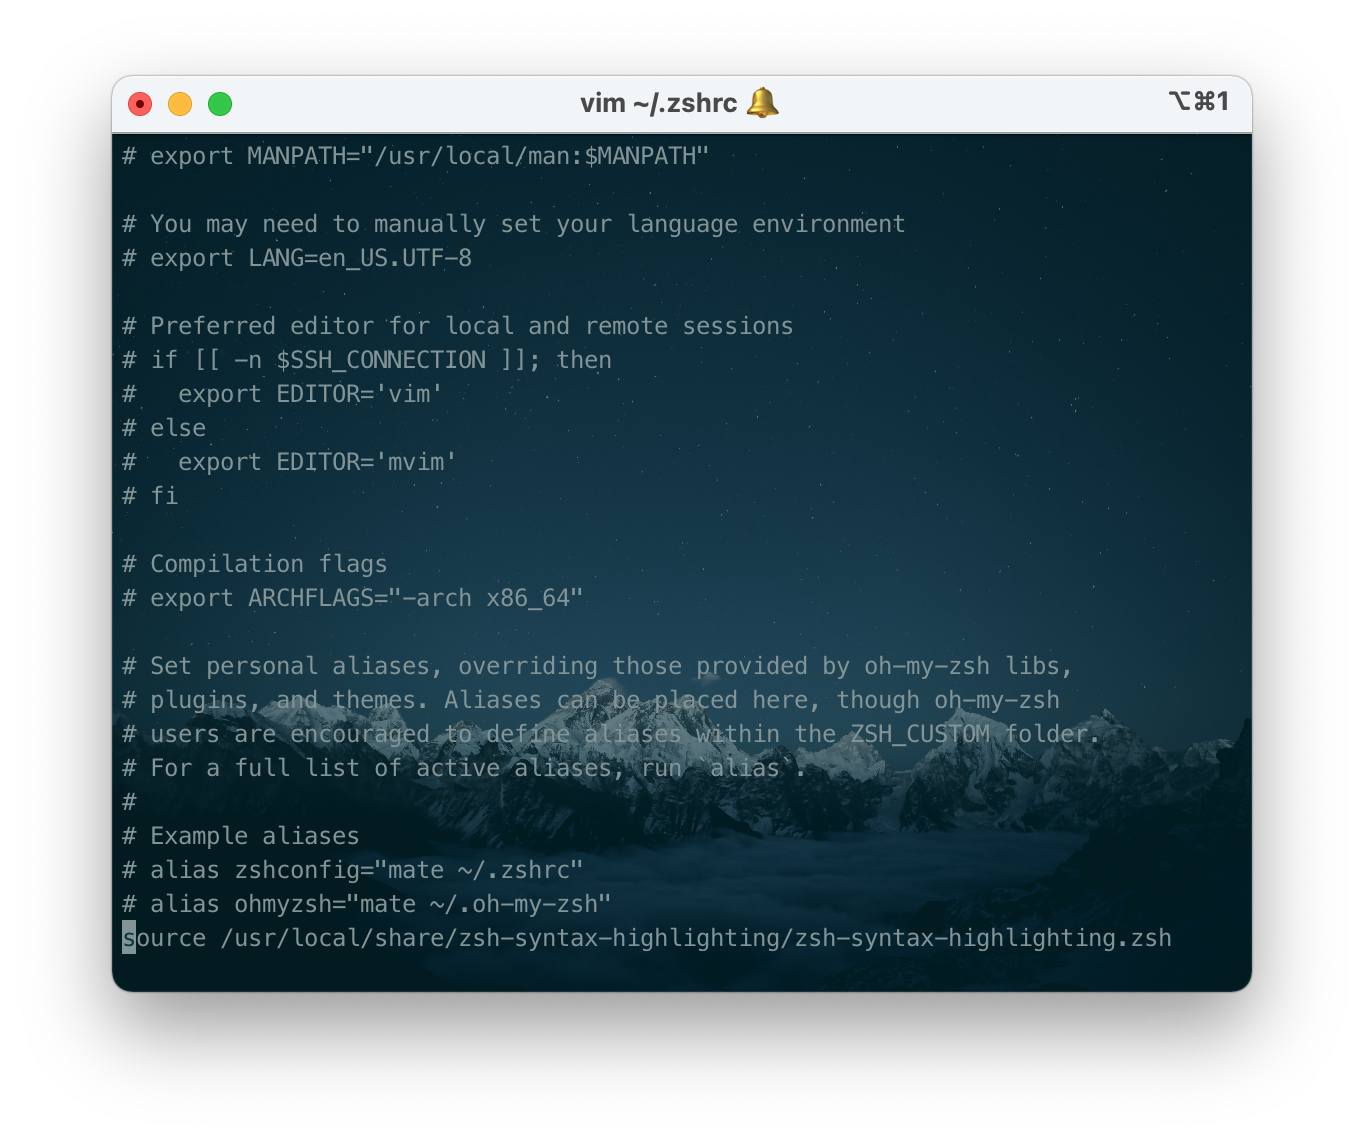 vim ~/.zshrc 🔔
⌥⌘1
# export MANPATH="/usr/local/man:$MANPATH"

# You may need to manually set your language environment
# export LANG=en_US.UTF-8

# Preferred editor for local and remote sessions
# if [[ -n $SSH_CONNECTION ]]; then
#   export EDITOR='vim'
# else
#   export EDITOR='mvim'
# fi

# Compilation flags
# export ARCHFLAGS="-arch x86_64"

# Set personal aliases, overriding those provided by oh-my-zsh libs,
# plugins, and themes. Aliases can be placed here, though oh-my-zsh
# users are encouraged to define aliases within the ZSH_CUSTOM folder.
# For a full list of active aliases, run `alias`.
#
# Example aliases
# alias zshconfig="mate ~/.zshrc"
# alias ohmyzsh="mate ~/.oh-my-zsh"
source /usr/local/share/zsh-syntax-highlighting/zsh-syntax-highlighting.zsh